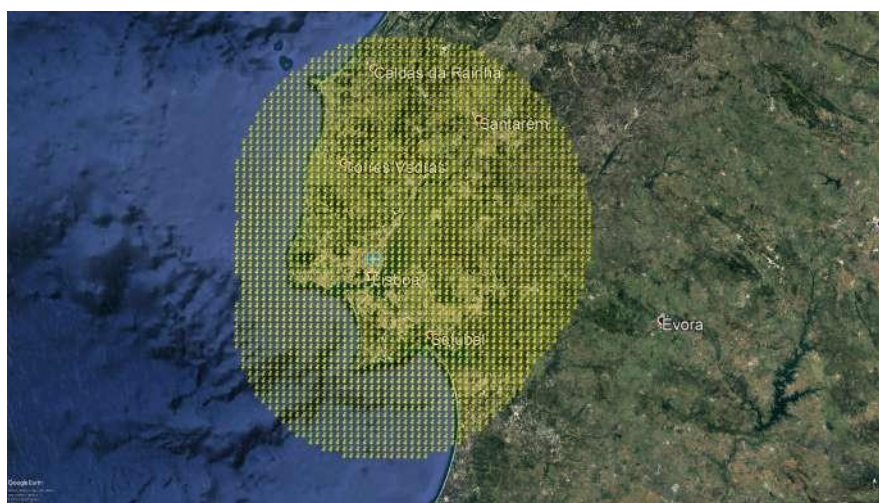 Caldas da Rainha
Santarém
Torres Vedras
Lisboa
Setúbal
Évora
Google Earth